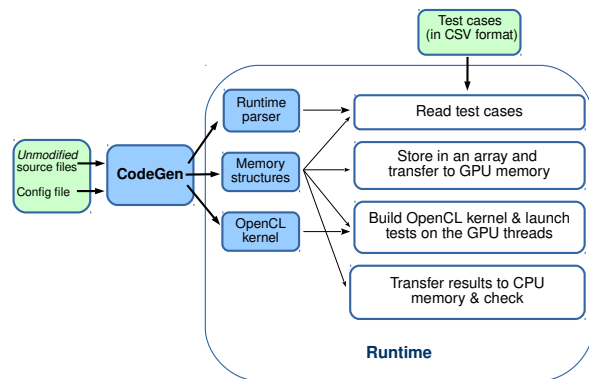 Test cases
(in CSV format)
Runtime
parser
Read test cases
Unmodified
source files
Config file
CodeGen
Memory
structures
Store in an array and
transfer to GPU memory
OpenCL
kernel
Build OpenCL kernel & launch
tests on the GPU threads
Transfer results to CPU
memory & check
Runtime